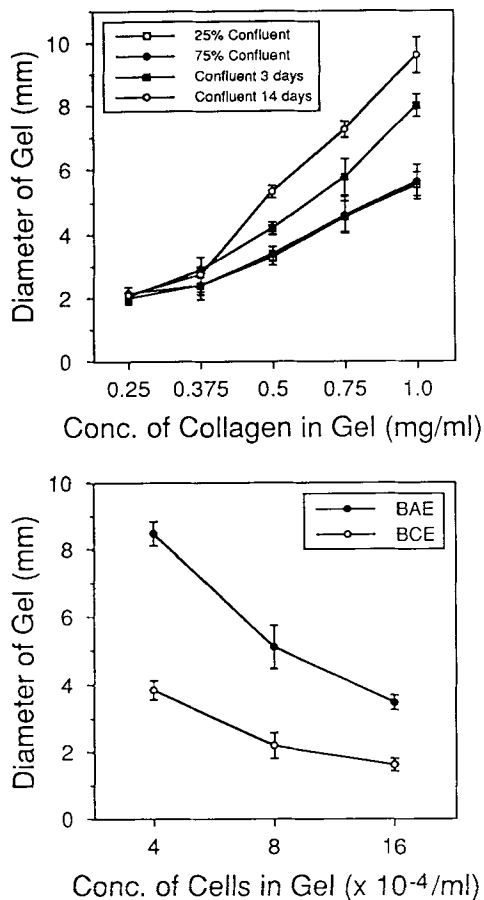 10
8
6
4
2
0
Diameter of Gel (mm)
25% Confluent
75% Confluent
Confluent 3 days
Confluent 14 days
0.25 0.375 0.5 0.75 1.0
Conc. of Collagen in Gel (mg/ml)
10
8
6
4
2
0
Diameter of Gel (mm)
BAE
BCE
4 8 16
Conc. of Cells in Gel (x 10⁻⁴/ml)